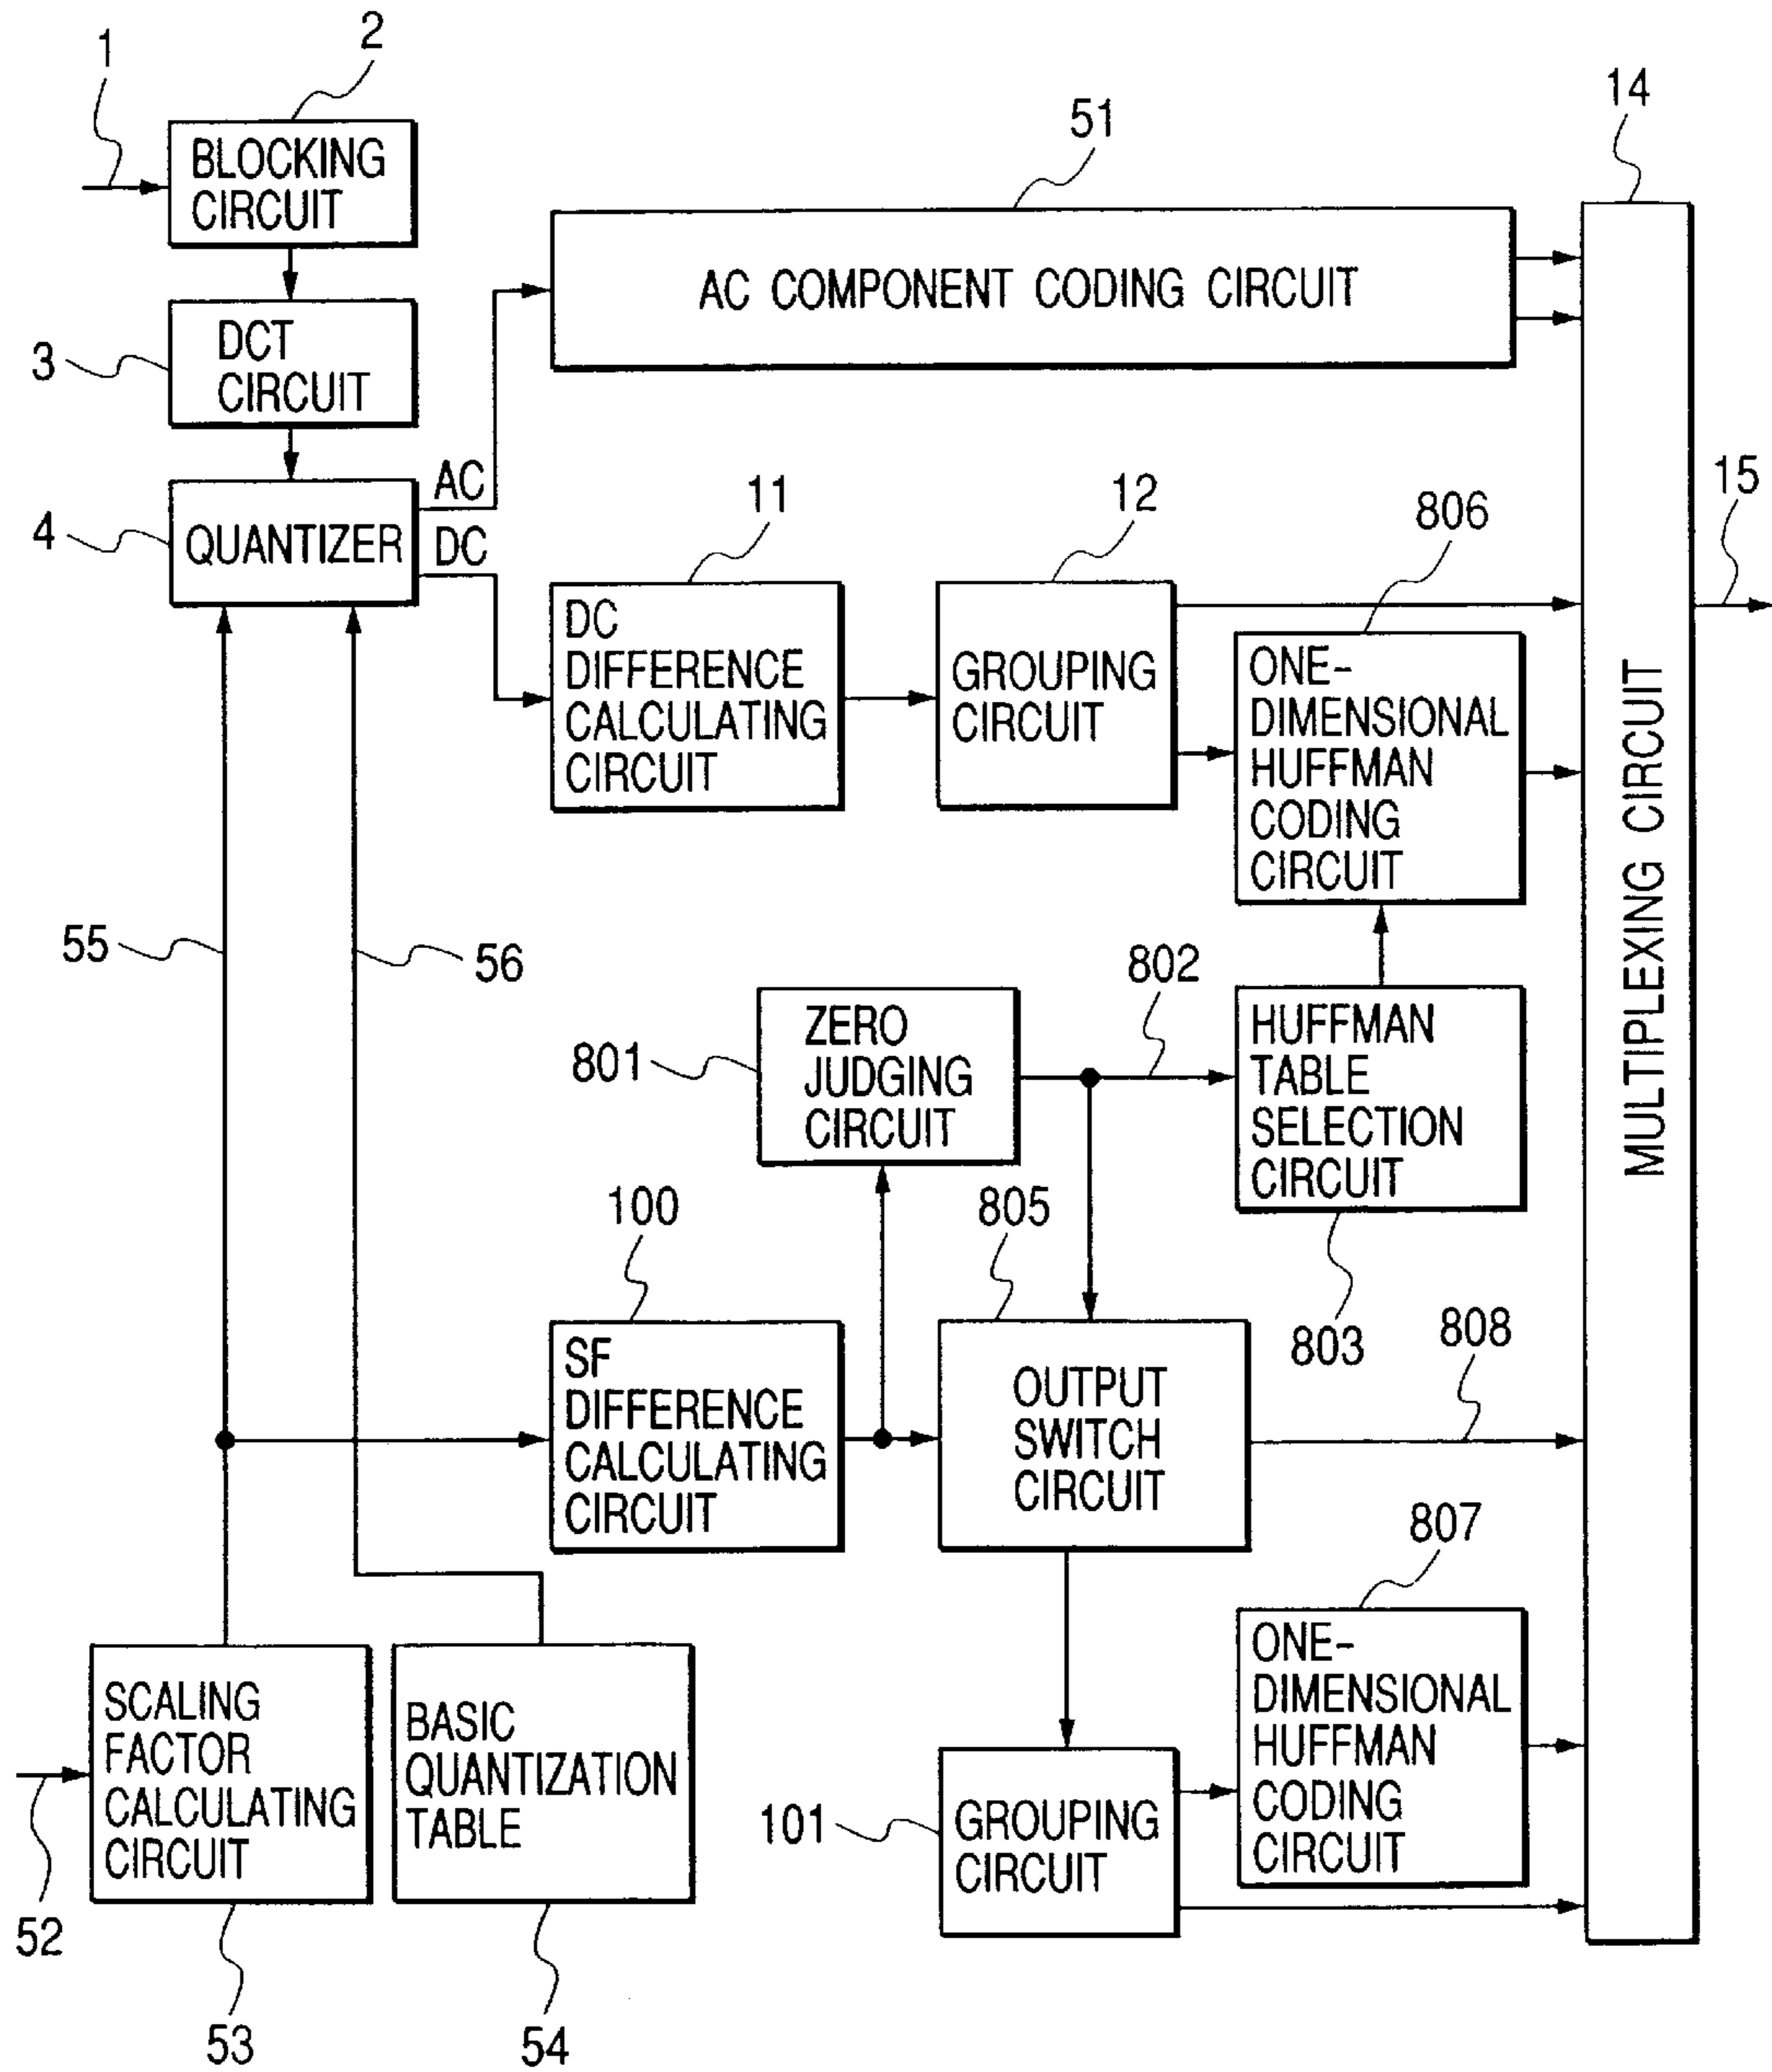 1
2
BLOCKING
CIRCUIT
51
14
AC COMPONENT CODING CIRCUIT
3
DCT
CIRCUIT
AC
4
QUANTIZER
DC
11
12
806
15
DC
DIFFERENCE
CALCULATING
CIRCUIT
GROUPING
CIRCUIT
ONE-
DIMENSIONAL
HUFFMAN
CODING
CIRCUIT
MULTIPLEXING CIRCUIT
55
56
802
801
ZERO
JUDGING
CIRCUIT
HUFFMAN
TABLE
SELECTION
CIRCUIT
100
805
803
808
SF
DIFFERENCE
CALCULATING
CIRCUIT
OUTPUT
SWITCH
CIRCUIT
807
SCALING
FACTOR
CALCULATING
CIRCUIT
BASIC
QUANTIZATION
TABLE
101
GROUPING
CIRCUIT
ONE-
DIMENSIONAL
HUFFMAN
CODING
CIRCUIT
52
53
54